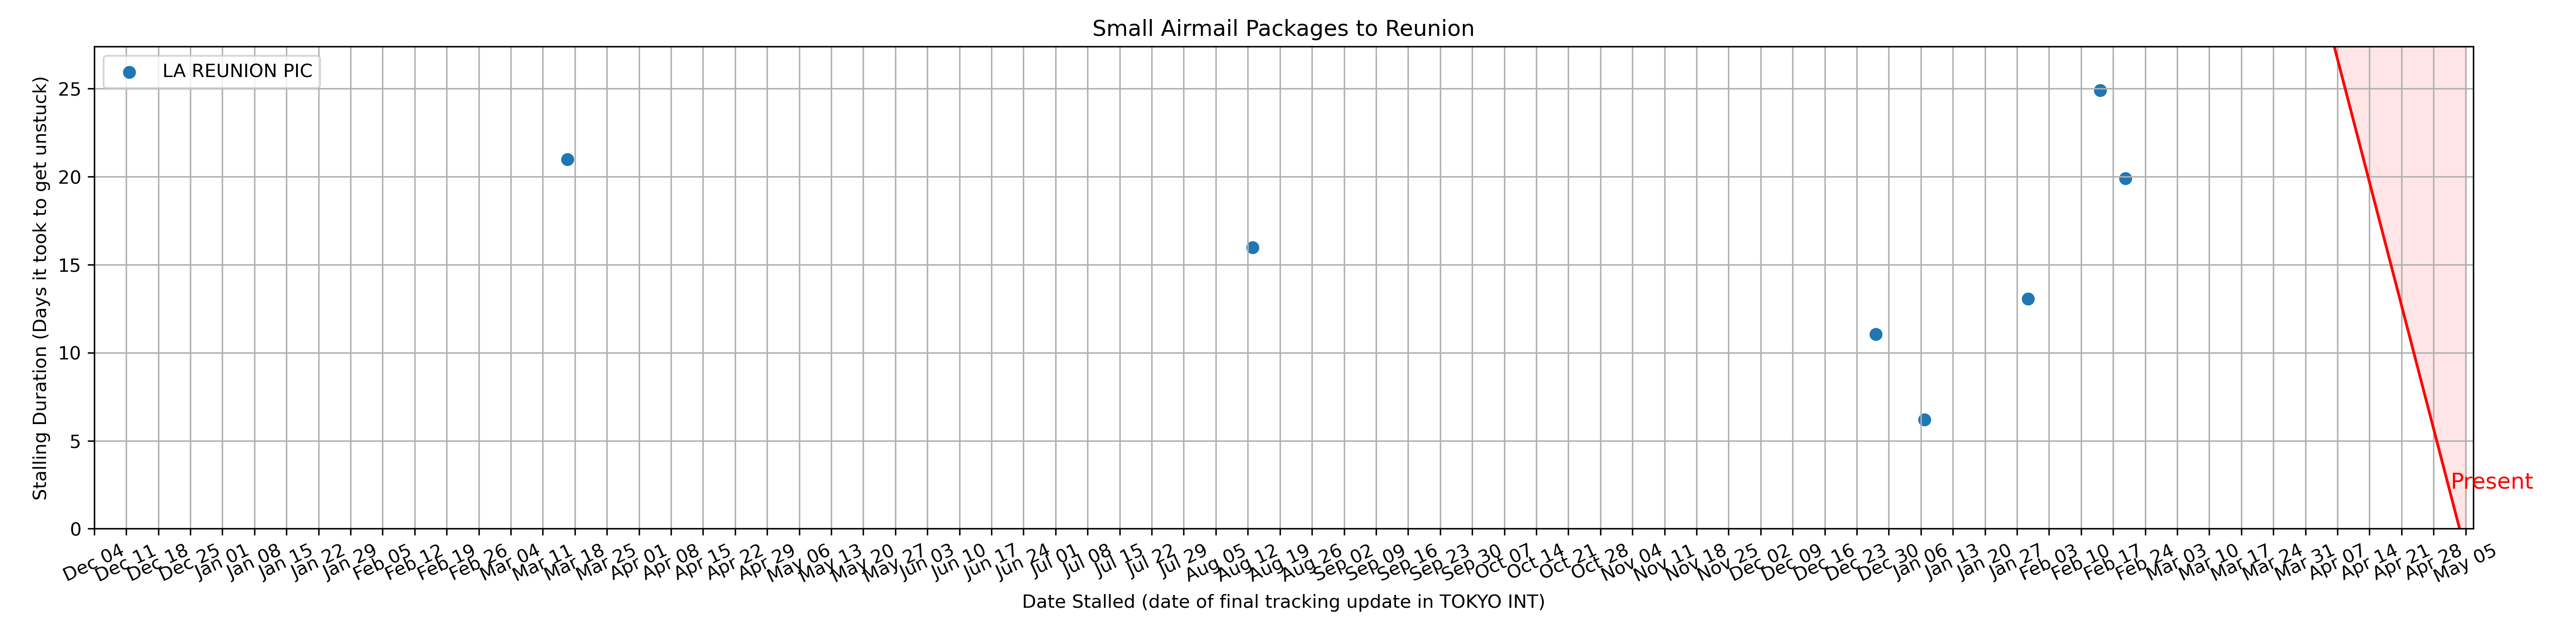 Small Airmail Packages to Reunion
LA REUNION PIC
Stalling Duration (Days it took to get unstuck)
25
20
15
10
5
0
Present
Dec 04
Dec 11
Dec 18
Dec 25
Jan 01
Jan 08
Jan 15
Jan 22
Jan 29
Feb 05
Feb 12
Feb 19
Feb 26
Mar 04
Mar 11
Mar 18
Mar 25
Apr 01
Apr 08
Apr 15
Apr 22
Apr 29
May 06
May 13
May 20
May 27
Jun 03
Jun 10
Jun 17
Jun 24
Jul 01
Jul 08
Jul 15
Jul 22
Jul 29
Aug 05
Aug 12
Aug 19
Aug 26
Sep 02
Sep 09
Sep 16
Sep 23
Sep 30
Oct 07
Oct 14
Oct 21
Oct 28
Nov 04
Nov 11
Nov 18
Nov 25
Dec 02
Dec 09
Dec 16
Dec 23
Dec 30
Jan 06
Jan 13
Jan 20
Jan 27
Feb 03
Feb 10
Feb 17
Feb 24
Mar 03
Mar 10
Mar 17
Mar 24
Mar 31
Apr 07
Apr 14
Apr 21
Apr 28
May 05
Date Stalled (date of final tracking update in TOKYO INT)